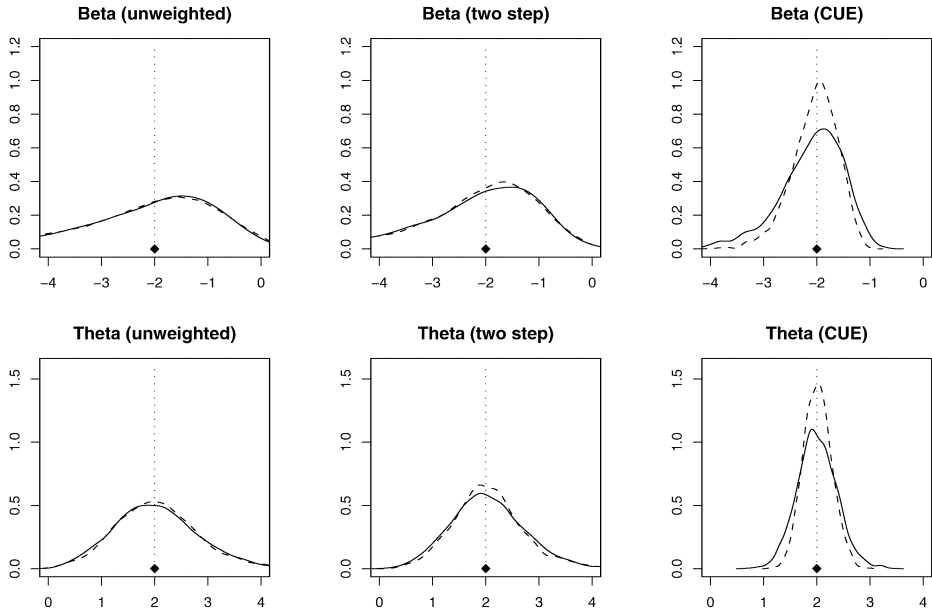 Beta (unweighted) Beta (two step) Beta (CUE)
1.2 1.2 1.2
1.0 1.0 1.0
0.8 0.8 0.8
0.6 0.6 0.6
0.4 0.4 0.4
0.2 0.2 0.2
0.0 0.0 0.0
−4 −3 −2 −1 0 −4 −3 −2 −1 0 −4 −3 −2 −1 0
Theta (unweighted) Theta (two step) Theta (CUE)
1.5 1.5 1.5
1.0 1.0 1.0
0.5 0.5 0.5
0.0 0.0 0.0
0 1 2 3 4 0 1 2 3 4 0 1 2 3 4